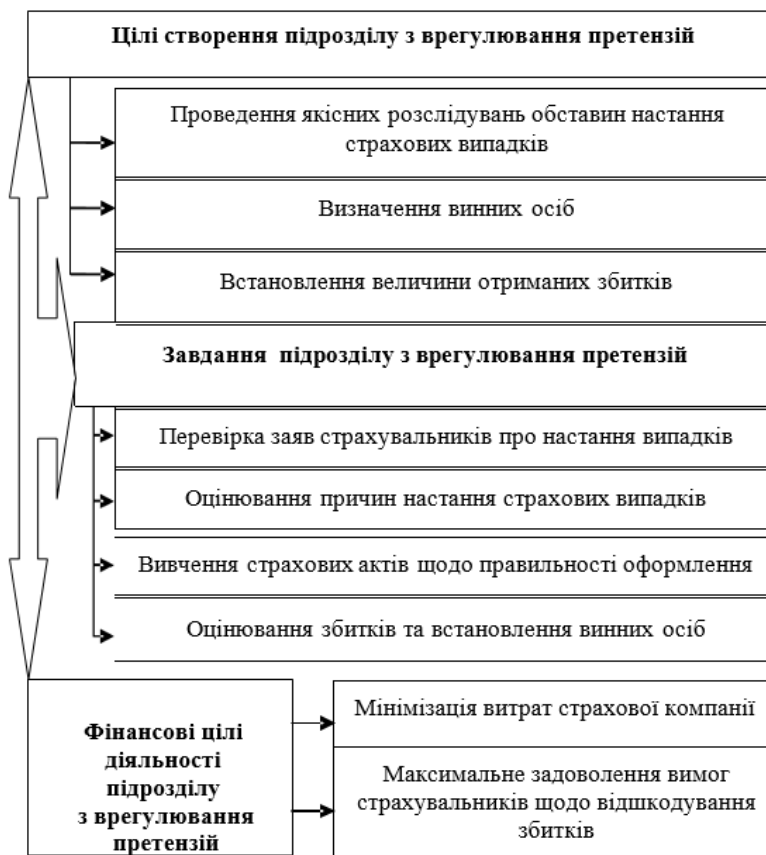 Цілі створення підрозділу з врегулювання претензій
Проведення якісних розслідувань обставин настання
страхових випадків
Визначення винних осіб
Встановлення величини отриманих збитків
Завдання підрозділу з врегулювання претензій
Перевірка заяв страхувальників про настання випадків
Оцінювання причин настання страхових випадків
Вивчення страхових актів щодо правильності оформлення
Оцінювання збитків та встановлення винних осіб
Фінансові цілі
діяльності
підрозділу
з врегулювання
претензій
Мінімізація витрат страхової компанії
Максимальне задоволення вимог
страхувальників щодо відшкодування
збитків